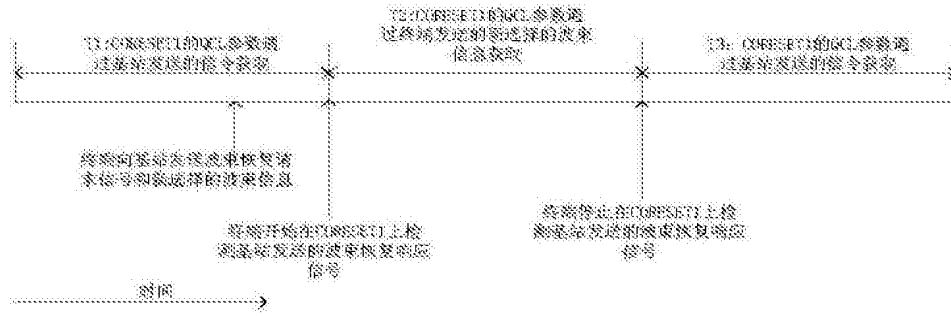 T1:CORESET1的QCL参数通
过基站发送的信令获取
T2:CORESET1的QCL参数通
过终端发送的新选择的波束
信息获取
T3: CORESET1的QCL参数通
过基站发送的信令获取
终端向基站发送波束恢复请
求信号和新选择的波束信息
终端开始在CORESET1上检
测基站发送的波束恢复响应
信号
终端停止在CORESET1上检
测基站发送的波束恢复响应
信号
时间